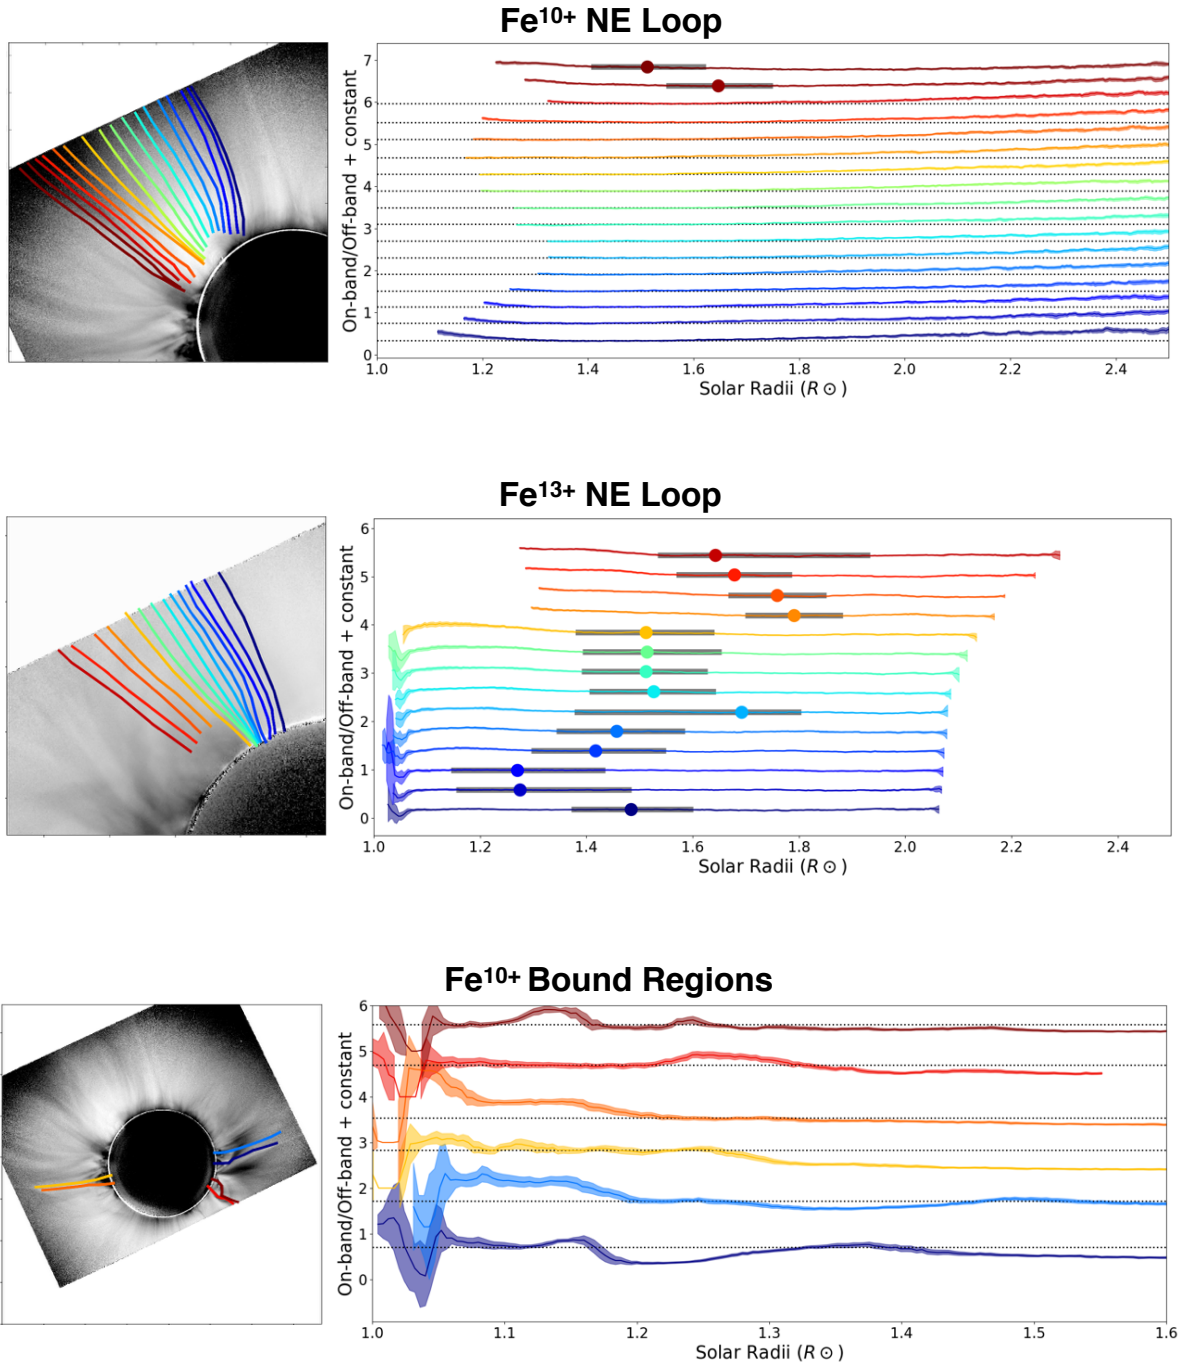 Fe10+ NE Loop
On-band/Off-band + constant
7
6
5
4
3
2
1
0
1.0 1.2 1.4 1.6 1.8 2.0 2.2 2.4
Solar Radii (R⊙)
Fe13+ NE Loop
On-band/Off-band + constant
6
5
4
3
2
1
0
1.0 1.2 1.4 1.6 1.8 2.0 2.2 2.4
Solar Radii (R⊙)
Fe10+ Bound Regions
On-band/Off-band + constant
6
5
4
3
2
1
0
1.0 1.1 1.2 1.3 1.4 1.5 1.6
Solar Radii (R⊙)